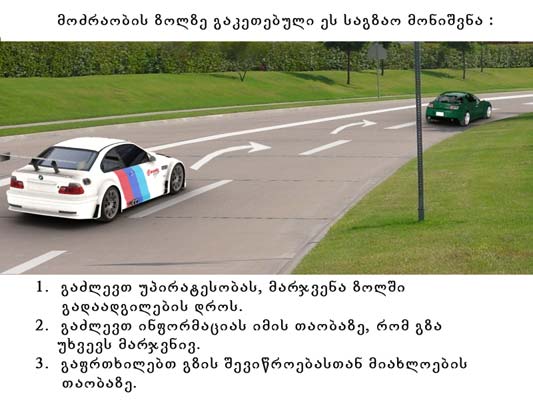 მოძრაობის ზოლზე გაკეთებული ეს საგზაო მონიშვნა :
1. გაძლევთ უპირატესობას, მარჯვენა ზოლში
გადაადგილების დროს.
2. გაძლევთ ინფორმაციას იმის თაობაზე, რომ გზა
უხვევს მარჯვნივ.
3. გაფრთხილებთ გზის შევიწროებასთან მიახლოების
თაობაზე.